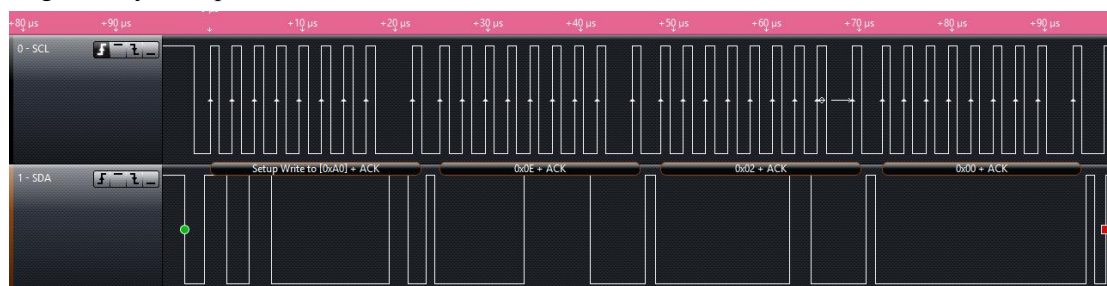 +80 µs +90 µs +10 µs +20 µs +30 µs +40 µs +50 µs +60 µs +70 µs +80 µs +90 µs
0 - SCL
Setup Write to [0xA0] + ACK 0x0E + ACK 0x02 + ACK 0x00 + ACK
1 - SDA